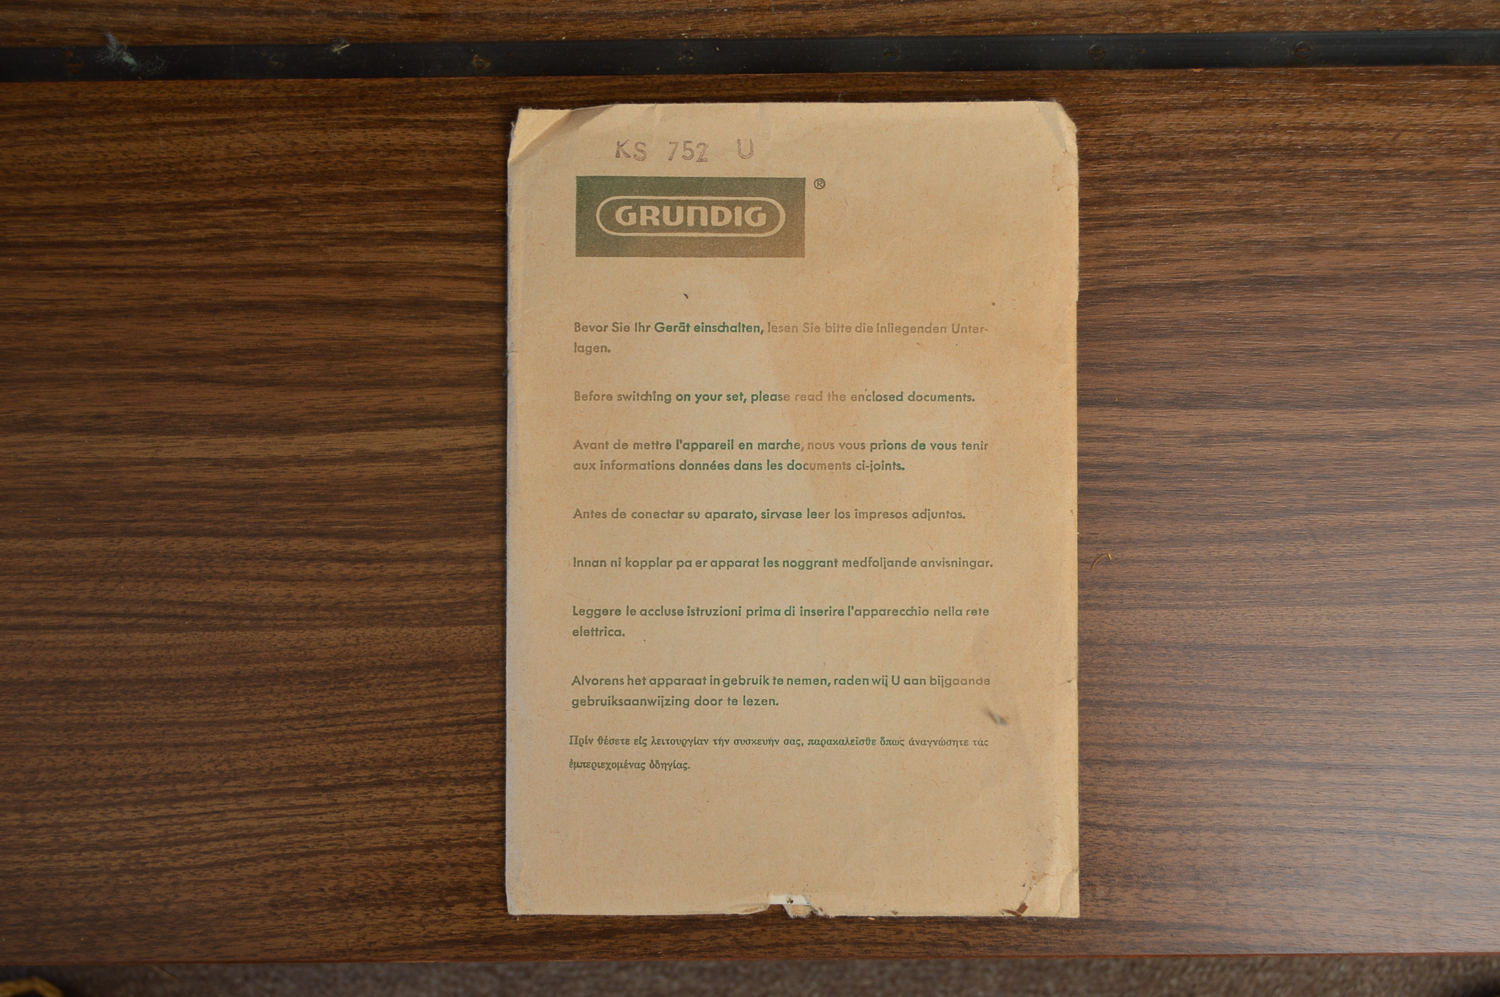 KS 752 U
GRUNDIG ®
Bevor Sie Ihr Gerät einschalten, lesen Sie bitte die inliegenden Unter-
lagen.
Before switching on your set, please read the enclosed documents.
Avant de mettre l'appareil en marche, nous vous prions de vous tenir
aux informations données dans les documents ci-joints.
Antes de conectar su aparato, sirvase leer los impresos adjuntos.
Innan ni kopplar pa er apparat les noggrant medfoljande anvisningar.
Leggere le accluse istruzioni prima di inserire l'apparecchio nella rete
elettrica.
Alvorens het apparaat in gebruik te nemen, raden wij U aan bijgaande
gebruiksaanwijzing door te lezen.
Πρίν θέσετε εἰς λειτουργίαν τήν συσκευήν σας, παρακαλεῖσθε ὅπως ἀναγνώσητε τάς
ἐμπεριεχομένας ὁδηγίας.